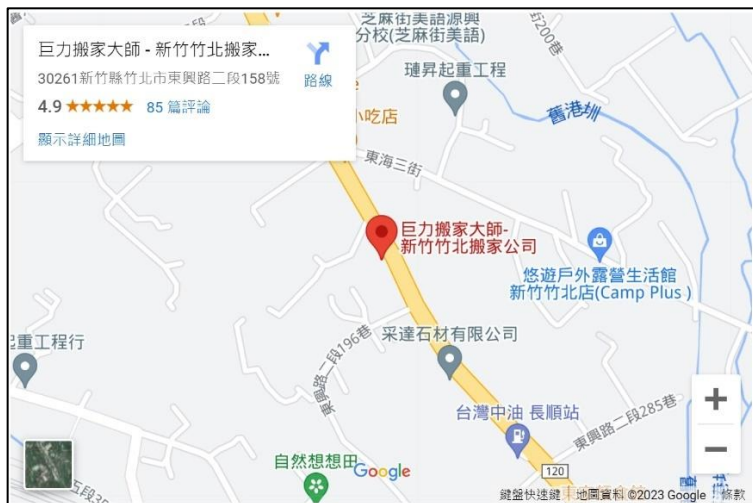 巨力搬家大師 - 新竹竹北搬家...
30261新竹縣竹北市東興路二段158號
4.9
85 篇評論
顯示詳細地圖
路線
芝麻街美語源興
分校(芝麻街美語)
200巷
璉昇起重工程
舊港圳
小吃店
東海三街
巨力搬家大師-
新竹竹北搬家公司
悠遊戶外露營生活館
新竹竹北店(Camp Plus )
采達石材有限公司
起重工程行
東興路二段196巷
台灣中油 長順站
東興路二段285巷
自然想想田
Google
120
鍵盤快速鍵
地圖資料 ©2023 Google
條款
+
−